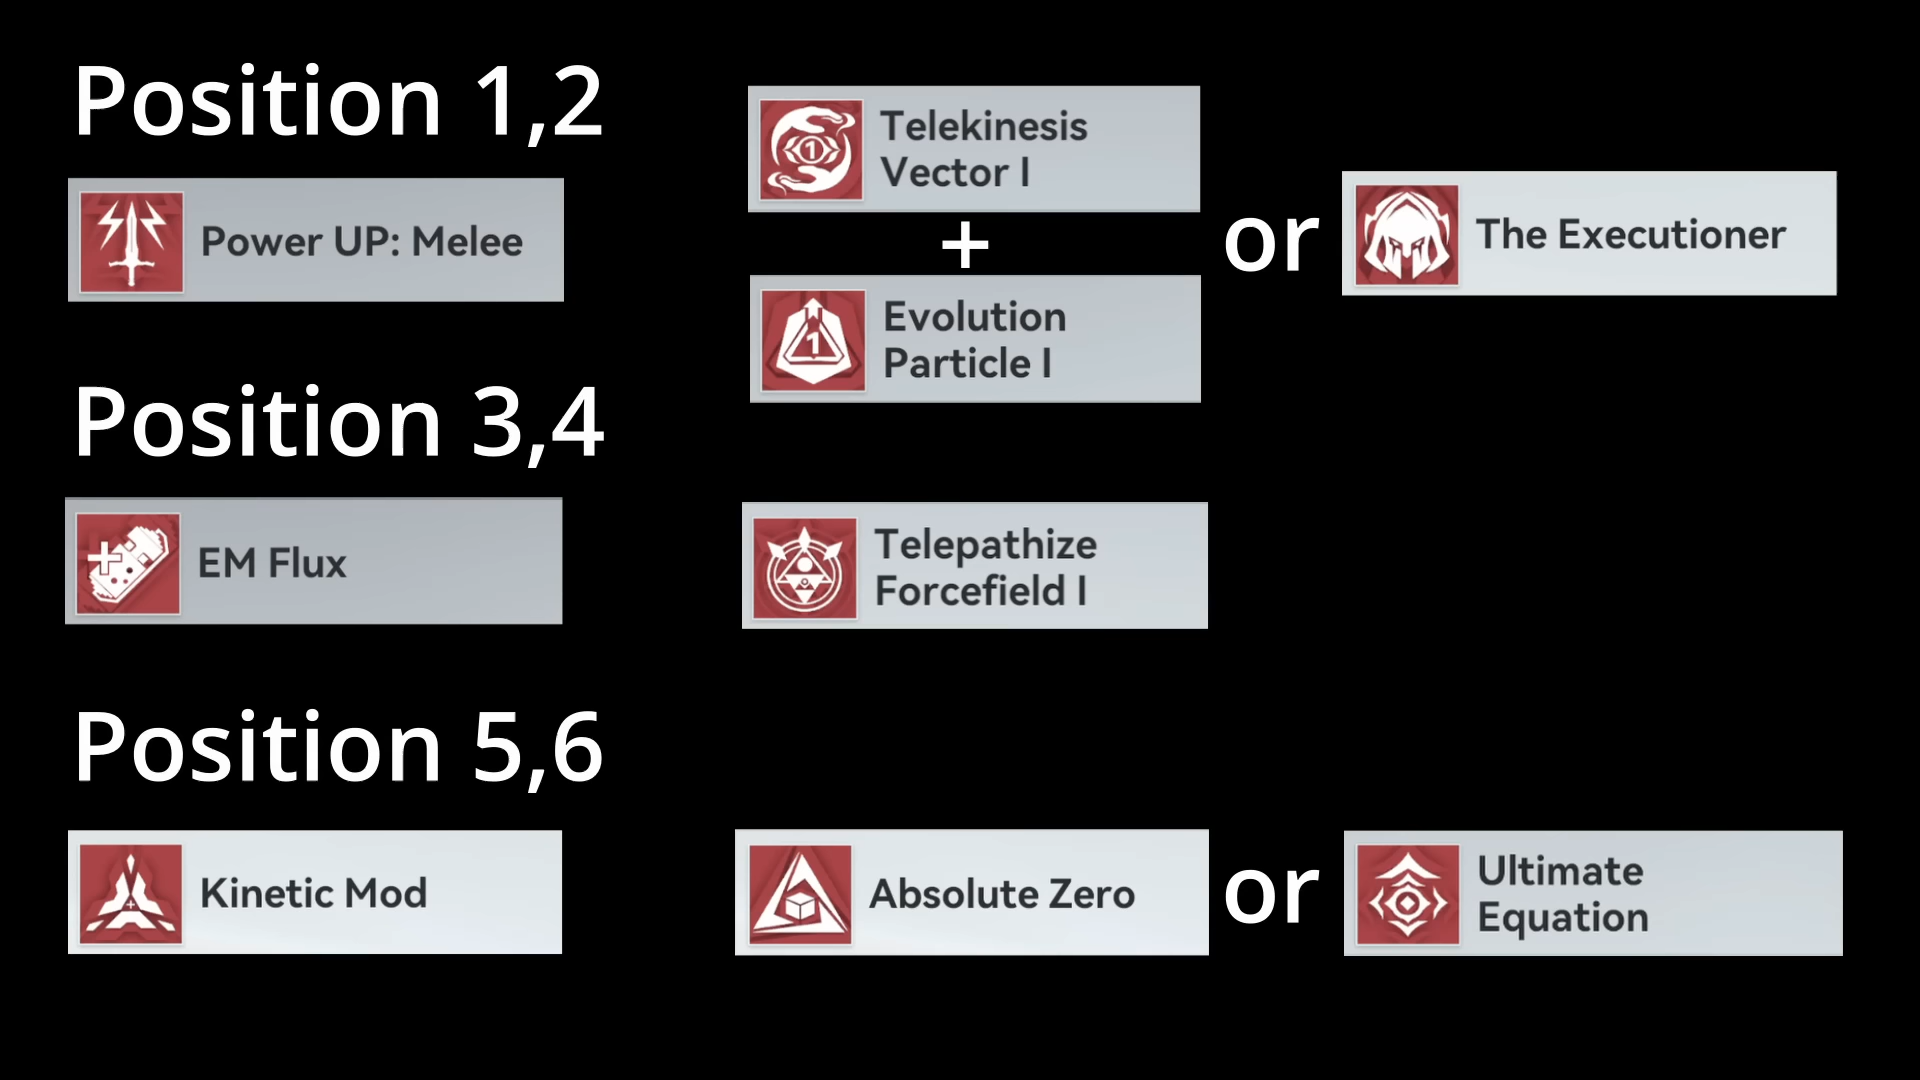 Position 1,2
Power UP: Melee
Telekinesis
Vector I
+
Evolution
Particle I
or
The Executioner
Position 3,4
EM Flux
Telepathize
Forcefield I
Position 5,6
Kinetic Mod
Absolute Zero
or
Ultimate
Equation